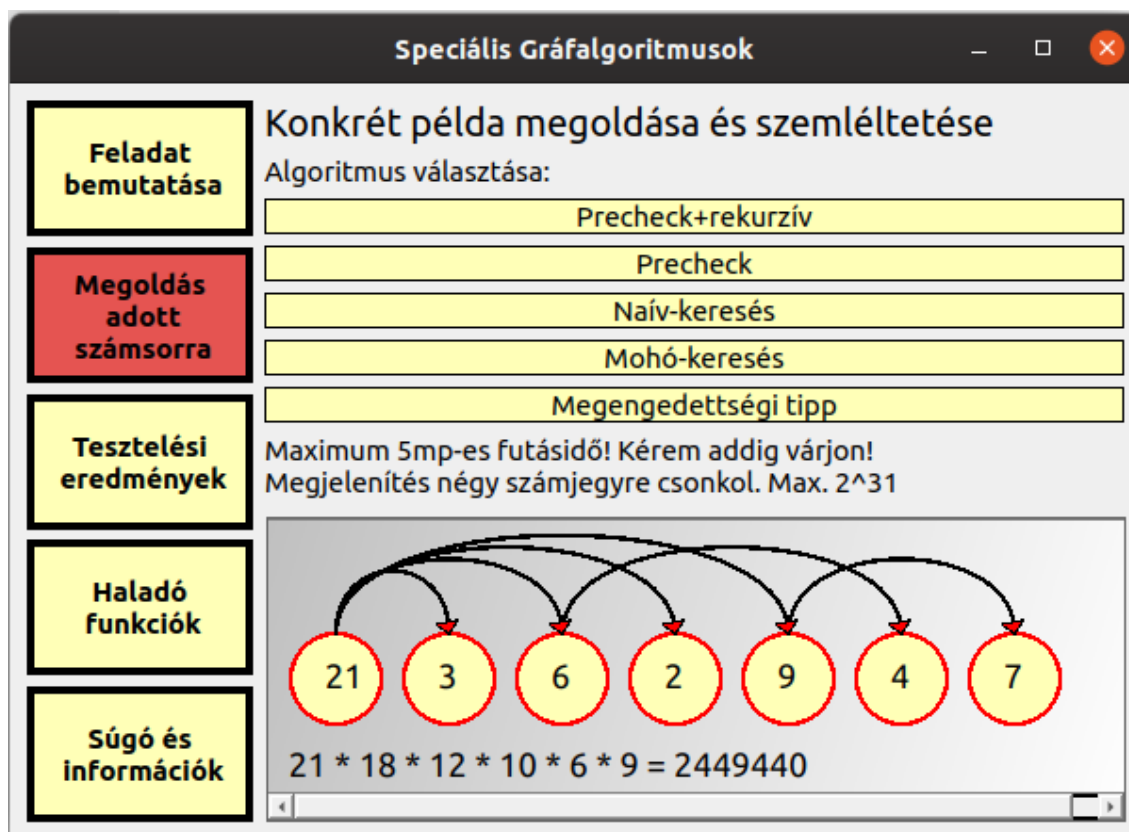 Speciális Gráfalgoritmusok
Feladat
bemutatása
Megoldás
adott
számsorra
Tesztelési
eredmények
Haladó
funkciók
Súgó és
információk
Konkrét példa megoldása és szemléltetése
Algoritmus választása:
Precheck+rekurzív
Precheck
Naív-keresés
Mohó-keresés
Megengedettségi tipp
Maximum 5mp-es futásidő! Kérem addig várjon!
Megjelenítés négy számjegyre csonkol. Max. 2^31
21 3 6 2 9 4 7
21 * 18 * 12 * 10 * 6 * 9 = 2449440